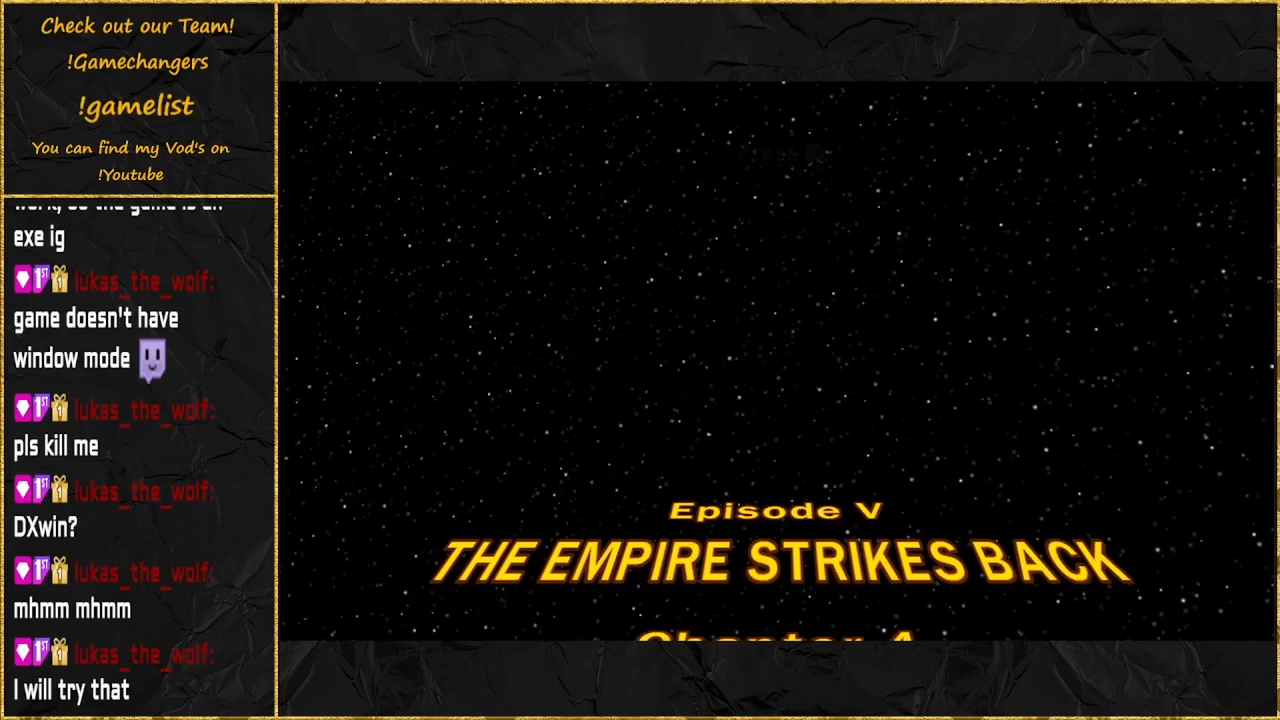 Check out our Team!
!Gamechangers
!gamelist
You can find my Vod's on
!Youtube
exe ig
lukas_the_wolf:
game doesn't have
window mode
lukas_the_wolf:
pls kill me
lukas_the_wolf:
DXwin?
lukas_the_wolf:
mhmm mhmm
lukas_the_wolf:
I will try that
Episode V
THE EMPIRE STRIKES BACK
Chapter 4